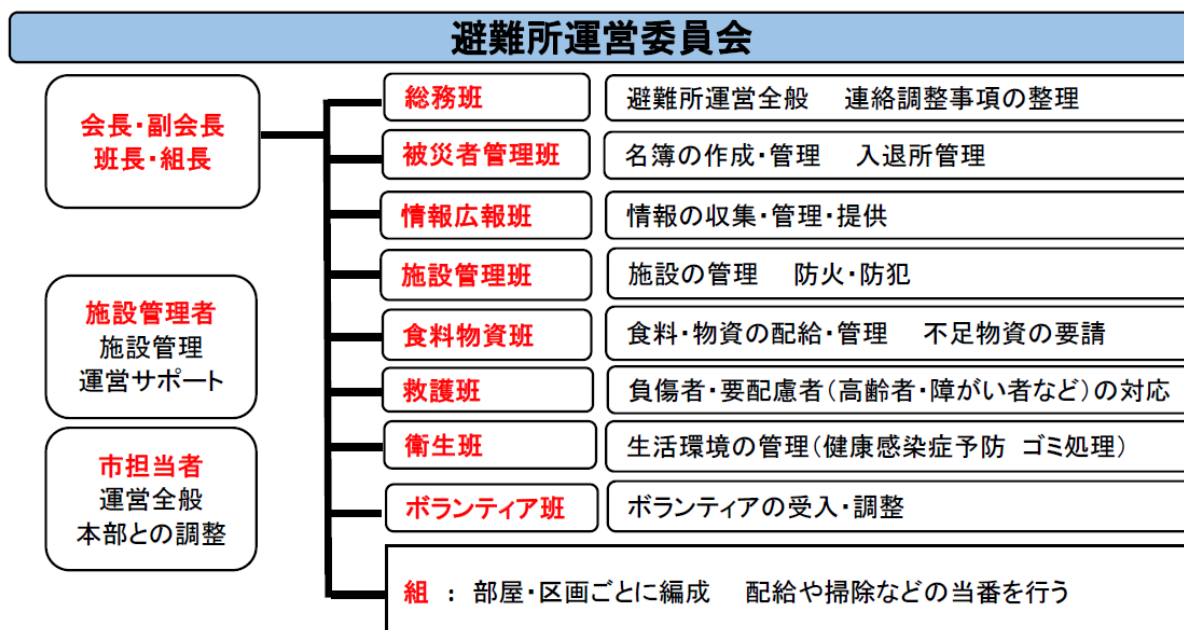 避難所運営委員会
会長・副会長
班長・組長
総務班
避難所運営全般　連絡調整事項の整理
被災者管理班
名簿の作成・管理　入退所管理
情報広報班
情報の収集・管理・提供
施設管理班
施設の管理　防火・防犯
食料物資班
食料・物資の配給・管理　不足物資の要請
救護班
負傷者・要配慮者(高齢者・障がい者など)の対応
衛生班
生活環境の管理(健康感染症予防　ゴミ処理)
ボランティア班
ボランティアの受入・調整
組 ： 部屋・区画ごとに編成　配給や掃除などの当番を行う
施設管理者
施設管理
運営サポート
市担当者
運営全般
本部との調整